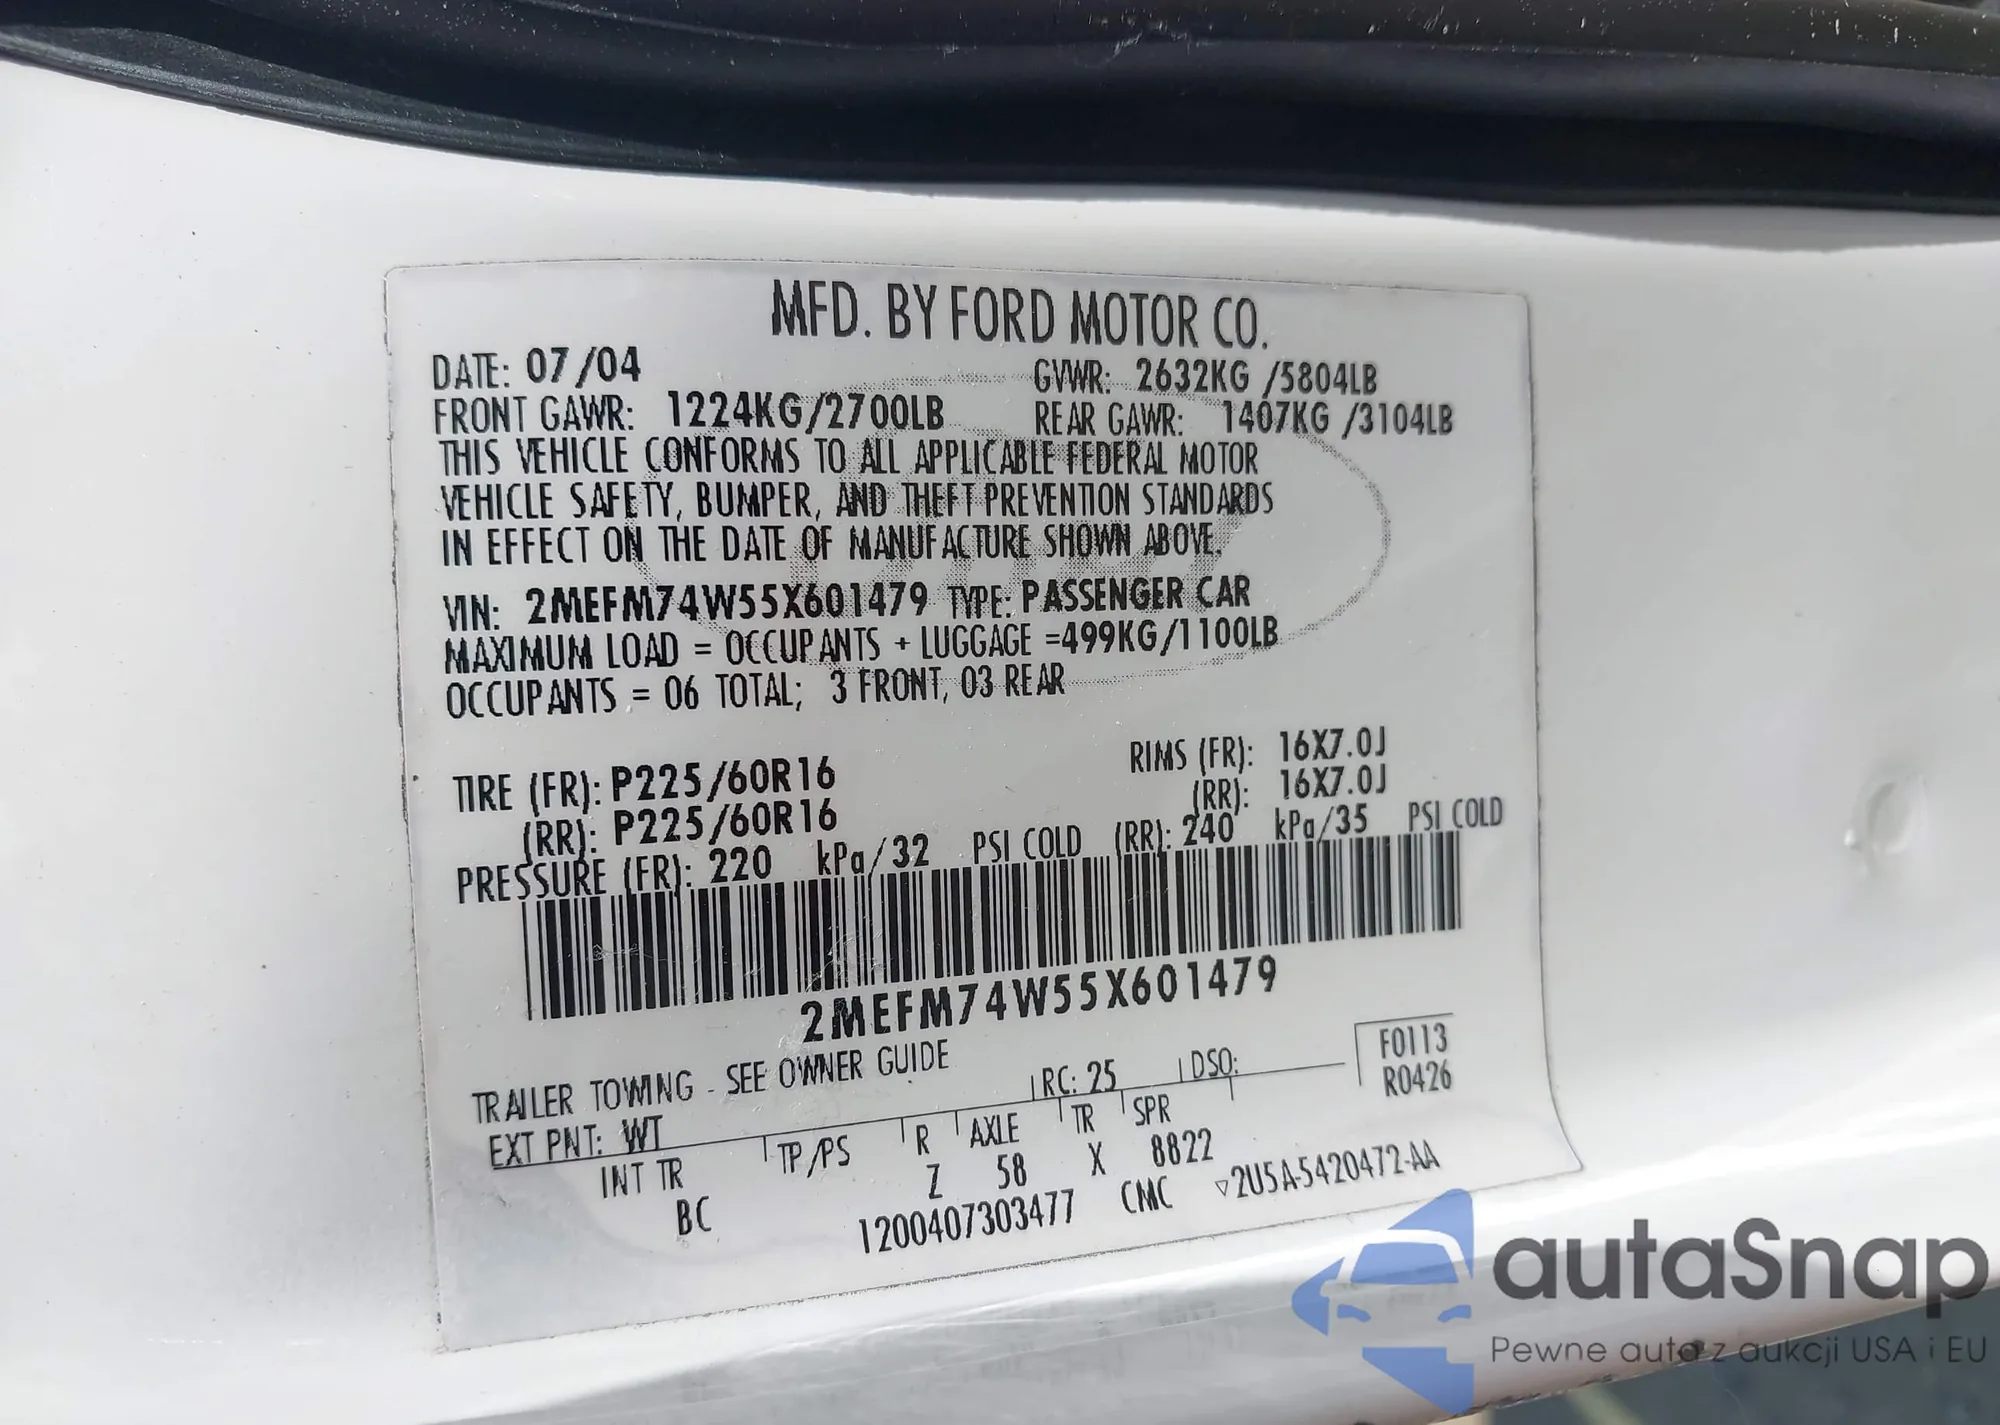 MFD. BY FORD MOTOR CO.
DATE: 07/04 GVWR: 2632KG /5804LB
FRONT GAWR: 1224KG/2700LB REAR GAWR: 1407KG /3104LB
THIS VEHICLE CONFORMS TO ALL APPLICABLE FEDERAL MOTOR
VEHICLE SAFETY, BUMPER, AND THEFT PREVENTION STANDARDS
IN EFFECT ON THE DATE OF MANUFACTURE SHOWN ABOVE.
VIN: 2MEFM74W55X601479 TYPE: PASSENGER CAR
MAXIMUM LOAD = OCCUPANTS + LUGGAGE =499KG/1100LB
OCCUPANTS = 06 TOTAL; 3 FRONT, 03 REAR
TIRE (FR): P225/60R16 RIMS (FR): 16X7.0J
(RR): P225/60R16 (RR): 16X7.0J
PRESSURE (FR): 220 kPa/32 PSI COLD (RR): 240 kPa/35 PSI COLD
2MEFM74W55X601479
TRAILER TOWING - SEE OWNER GUIDE
F0113
EXT PNT: WT RC: 25 DSO: R0426
INT TR TP/PS R AXLE TR SPR
BC Z 58 X 8822
1200407303477 CMC ▽2U5A-5420472-AA
autaSnap
Pewne auta z aukcji USA i EU